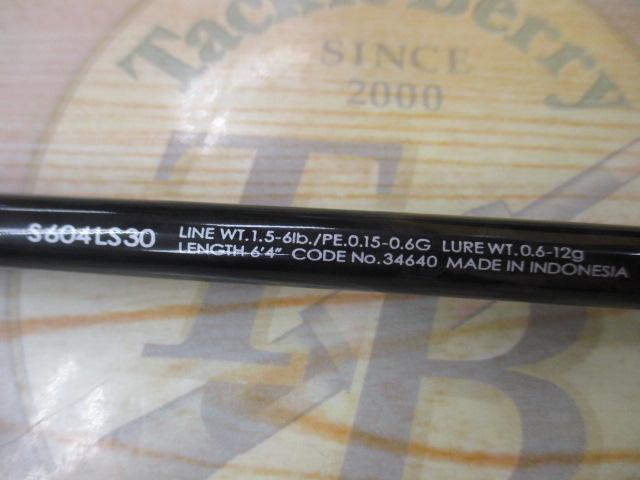 Tackle Berry
SINCE
2000
TB
S604LS30
LINE WT.1.5-6lb./PE.0.15-0.6G LURE WT.0.6-12g
LENGTH 6'4" CODE No.34640 MADE IN INDONESIA